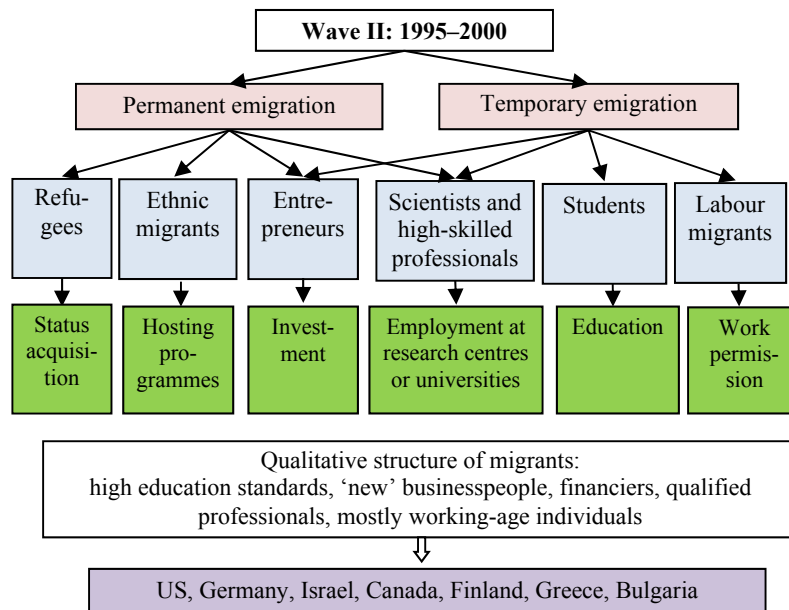 Wave II: 1995–2000
Permanent emigration
Temporary emigration
Refu-
gees
Ethnic
migrants
Entre-
preneurs
Scientists and
high-skilled
professionals
Students
Labour
migrants
Status
acquisi-
tion
Hosting
pro-
grammes
Invest-
ment
Employment at
research centres
or universities
Education
Work
permis-
sion
Qualitative structure of migrants:
high education standards, ‘new’ businesspeople, financiers, qualified
professionals, mostly working-age individuals
US, Germany, Israel, Canada, Finland, Greece, Bulgaria